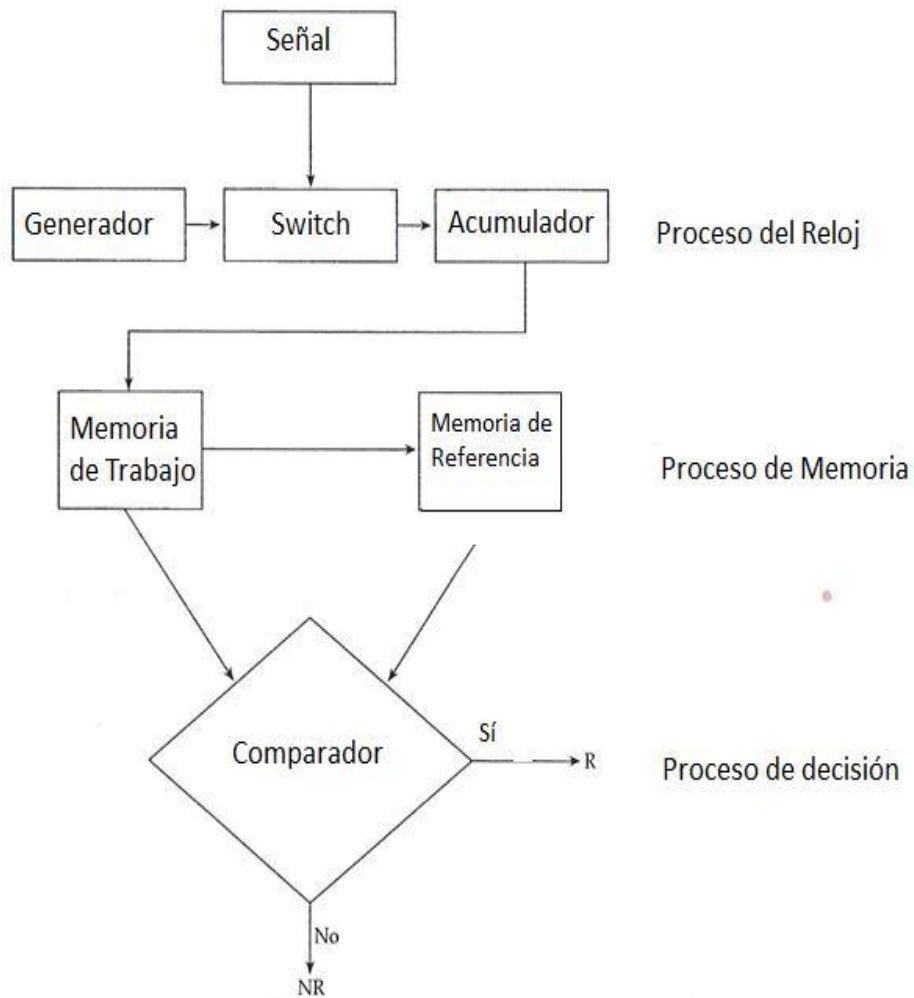 Señal
Generador
Switch
Acumulador
Proceso del Reloj
Memoria
de Trabajo
Memoria de
Referencia
Proceso de Memoria
Comparador
Sí
R
Proceso de decisión
No
NR